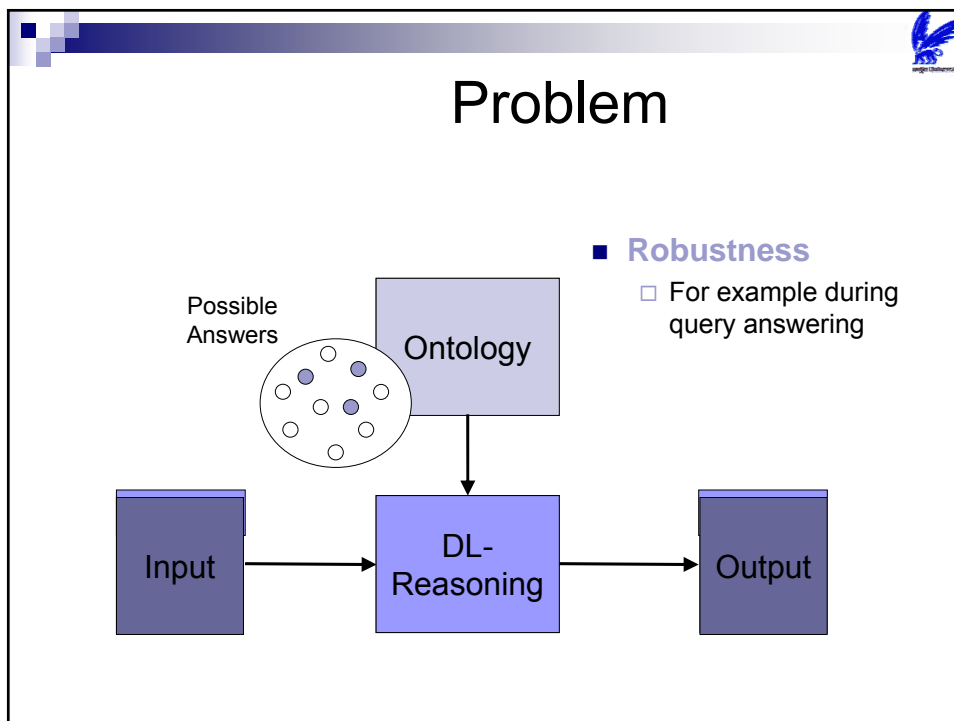 Problem
Robustness
For example during
query answering
Possible
Answers
Ontology
Input
DL-
Reasoning
Output